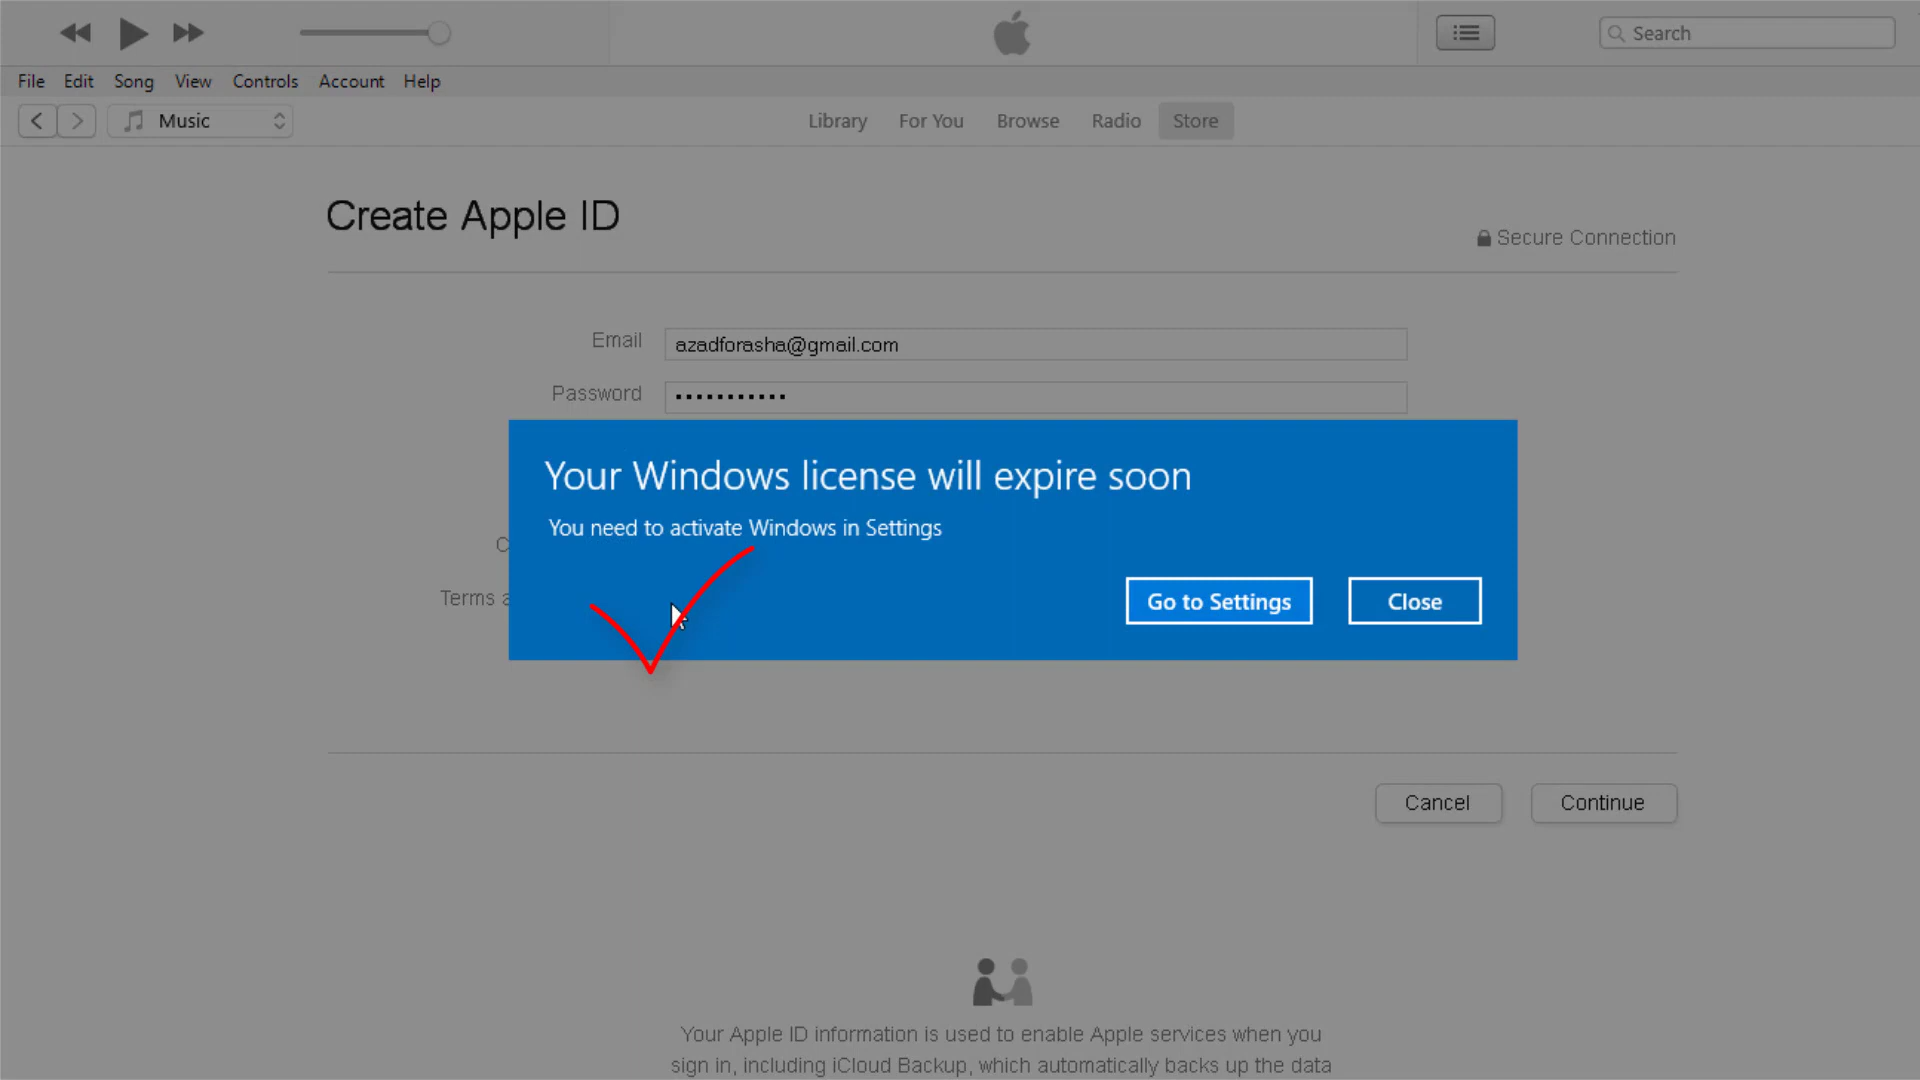 Search
File Edit Song View Controls Account Help
Music
Library For You Browse Radio Store
Create Apple ID
Secure Connection
Email azadforasha@gmail.com
Password •••••••••••
Your Windows license will expire soon
You need to activate Windows in Settings
C
Terms a
Go to Settings Close
Cancel Continue
Your Apple ID information is used to enable Apple services when you
sign in, including iCloud Backup, which automatically backs up the data